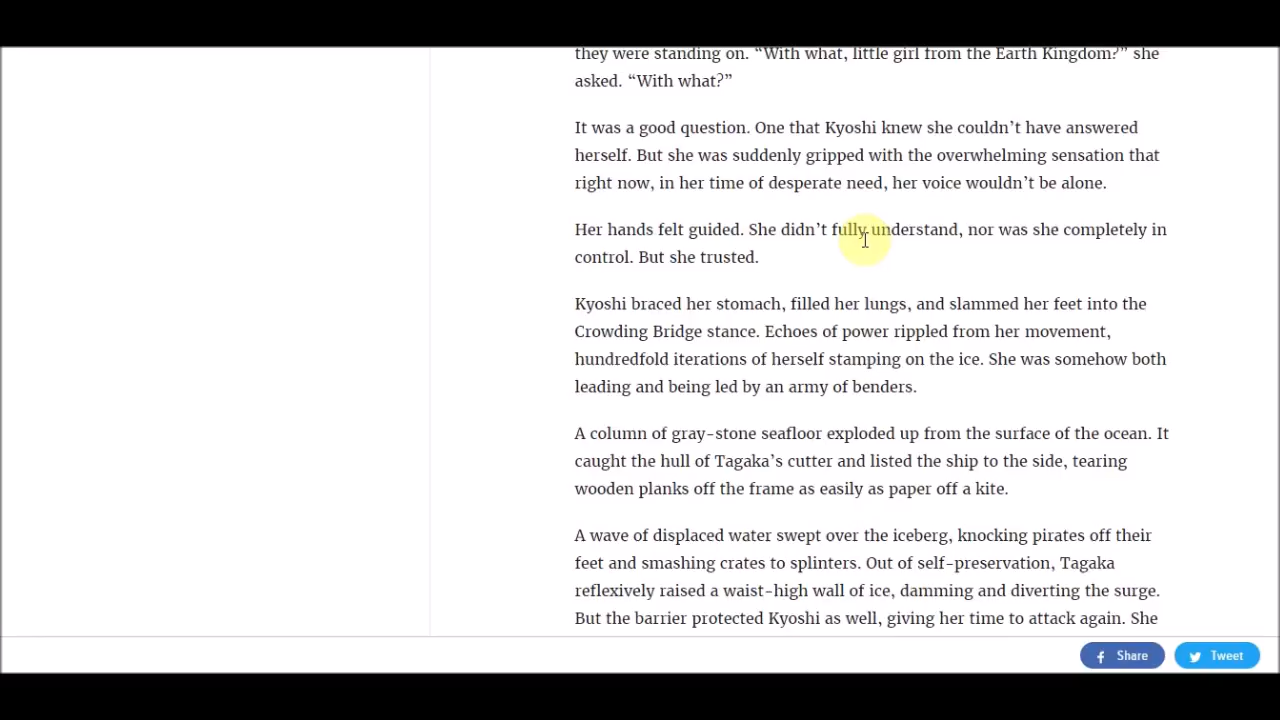 they were standing on. “With what, little girl from the Earth Kingdom?” she
asked. “With what?”
It was a good question. One that Kyoshi knew she couldn’t have answered
herself. But she was suddenly gripped with the overwhelming sensation that
right now, in her time of desperate need, her voice wouldn’t be alone.
Her hands felt guided. She didn’t fully understand, nor was she completely in
control. But she trusted.
Kyoshi braced her stomach, filled her lungs, and slammed her feet into the
Crowding Bridge stance. Echoes of power rippled from her movement,
hundredfold iterations of herself stamping on the ice. She was somehow both
leading and being led by an army of benders.
A column of gray-stone seafloor exploded up from the surface of the ocean. It
caught the hull of Tagaka’s cutter and listed the ship to the side, tearing
wooden planks off the frame as easily as paper off a kite.
A wave of displaced water swept over the iceberg, knocking pirates off their
feet and smashing crates to splinters. Out of self-preservation, Tagaka
reflexively raised a waist-high wall of ice, damming and diverting the surge.
But the barrier protected Kyoshi as well, giving her time to attack again. She
Share
Tweet